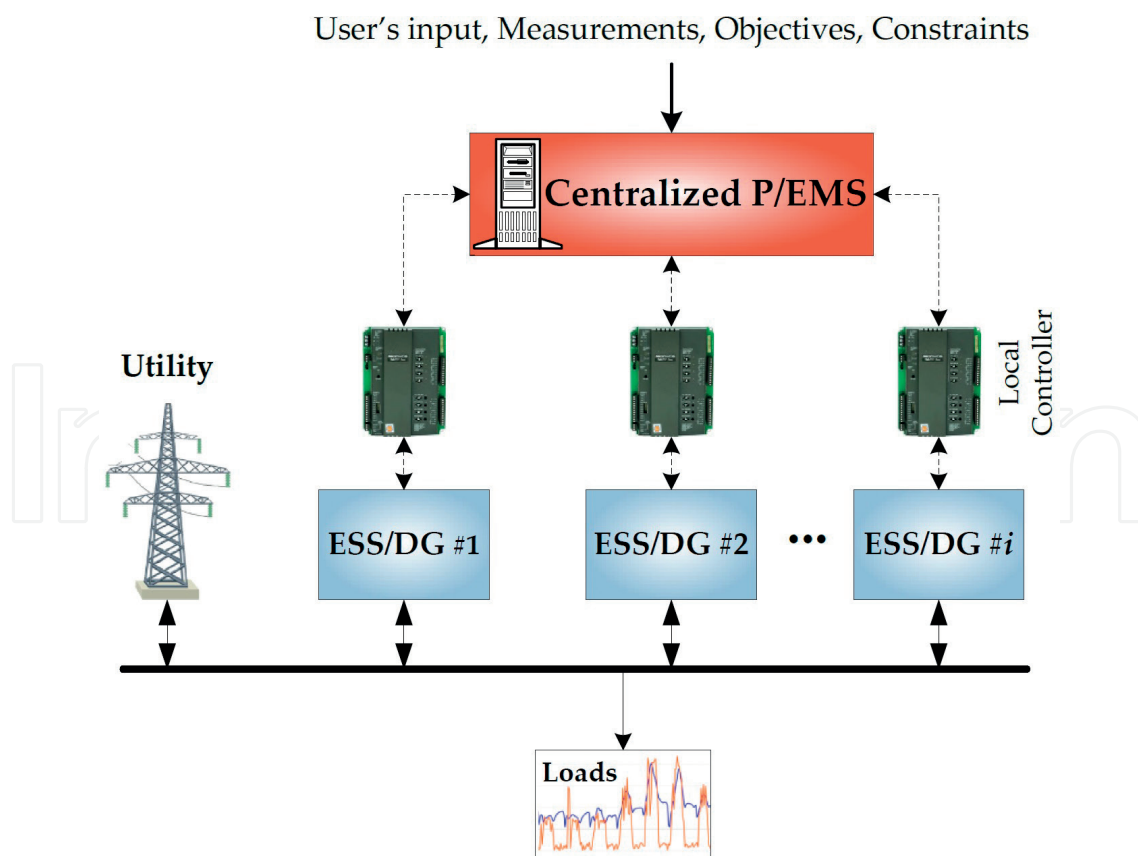 User's input, Measurements, Objectives, Constraints
Centralized P/EMS
Utility
Local
Controller
ESS/DG #1
ESS/DG #2
•••
ESS/DG #i
Loads